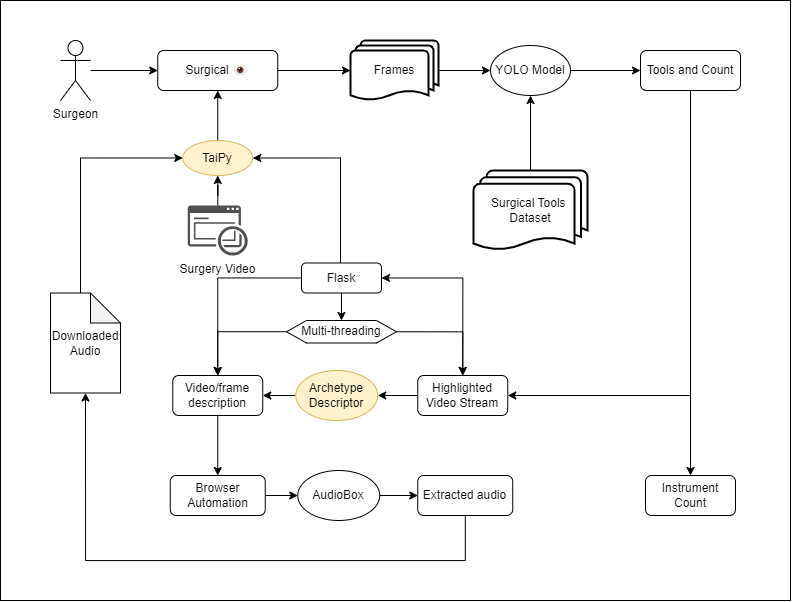 Surgeon
Surgical 👁
Frames
YOLO Model
Tools and Count
TaiPy
Surgical Tools
Dataset
Surgery Video
Flask
Multi-threading
Downloaded
Audio
Video/frame
description
Archetype
Descriptor
Highlighted
Video Stream
Browser
Automation
AudioBox
Extracted audio
Instrument
Count